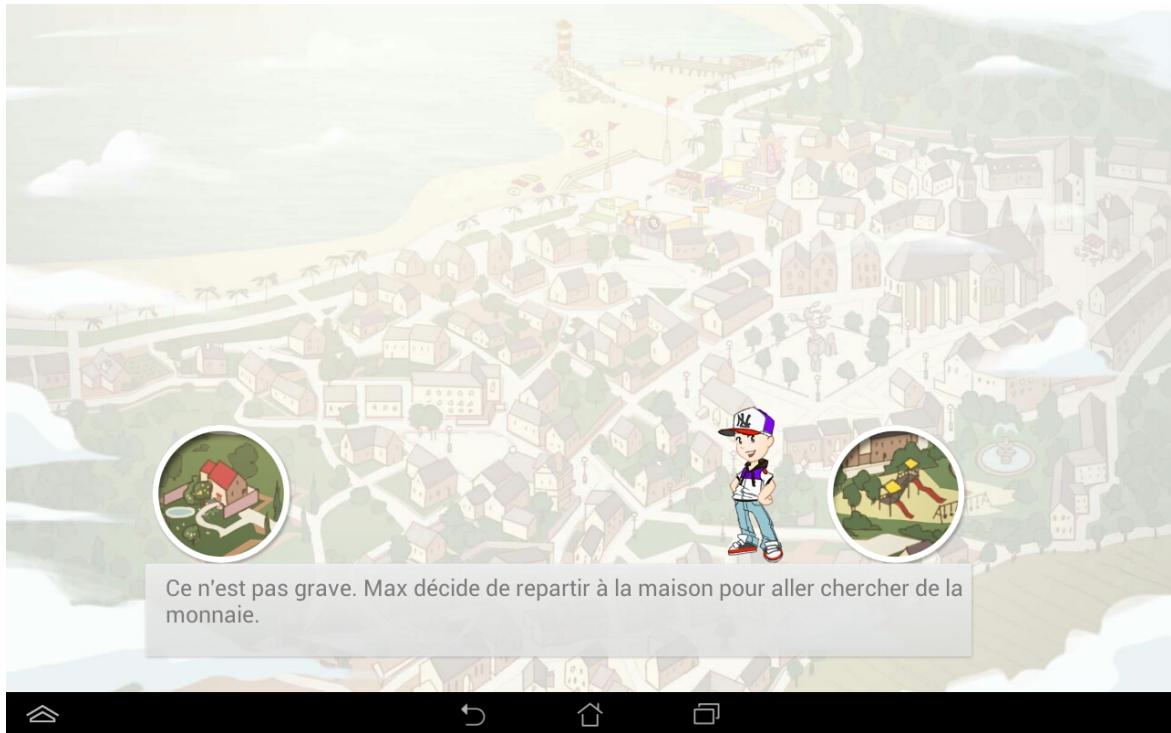 Ce n'est pas grave. Max décide de repartir à la maison pour aller chercher de la
monnaie.